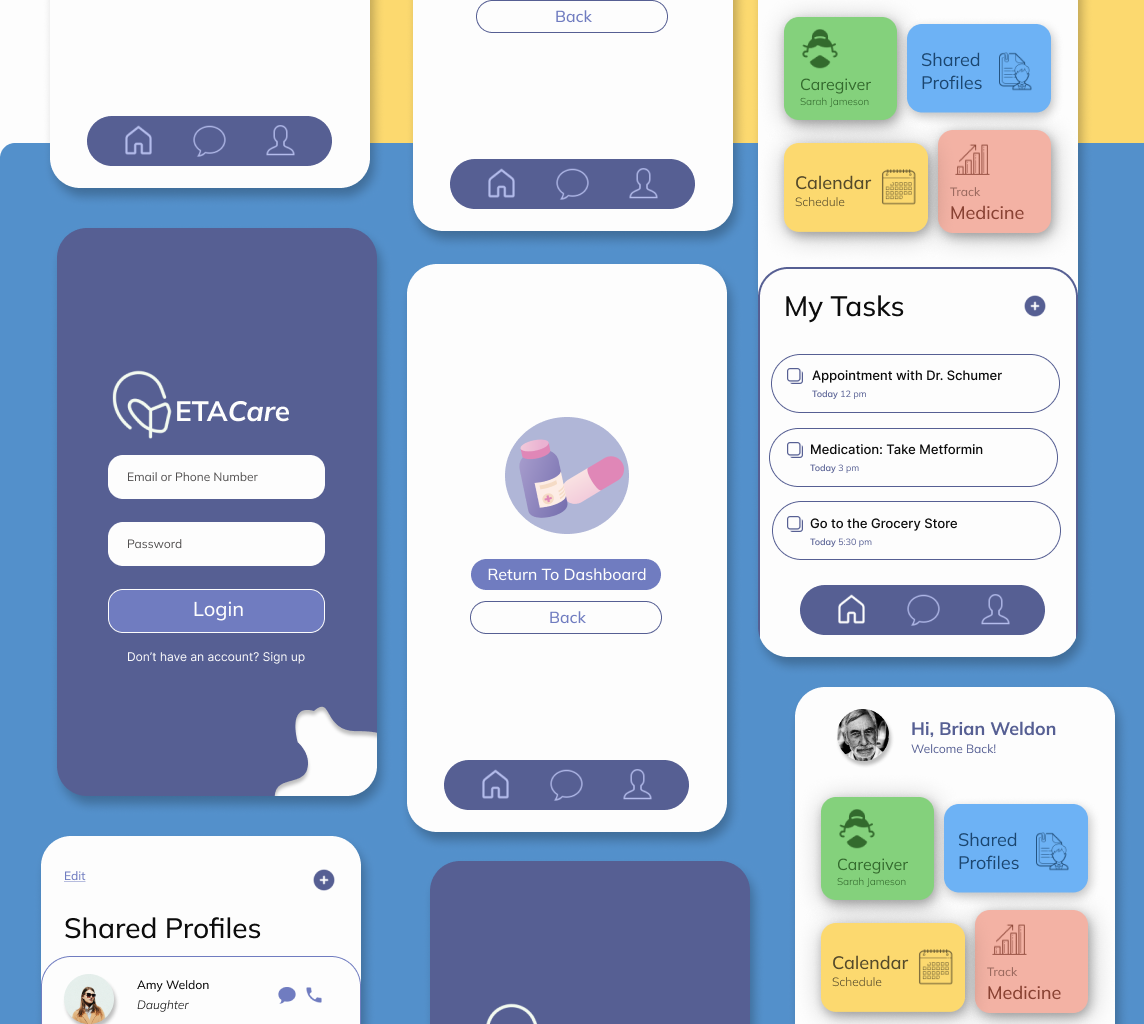 Back
Caregiver
Sarah Jameson
Shared
Profiles
Calendar
Schedule
Track
Medicine
My Tasks
Appointment with Dr. Schumer
Today 12 pm
Medication: Take Metformin
Today 3 pm
Go to the Grocery Store
Today 5:30 pm
ETACare
Email or Phone Number
Password
Login
Don't have an account? Sign up
Return To Dashboard
Back
Hi, Brian Weldon
Welcome Back!
Caregiver
Sarah Jameson
Shared
Profiles
Calendar
Schedule
Track
Medicine
Edit
Shared Profiles
Amy Weldon
Daughter